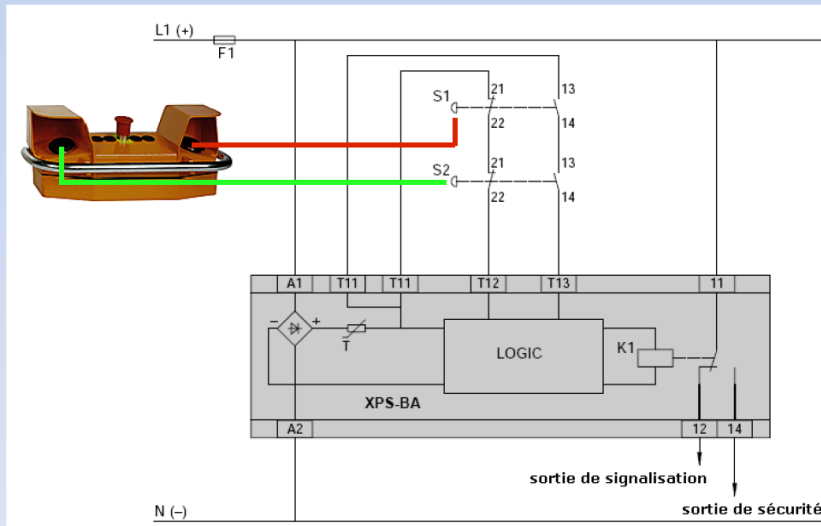 L1 (+)
F1
S1
21
13
22
14
S2
21
13
22
14
A1
T11
T11
T12
T13
11
–
+
T
LOGIC
K1
XPS-BA
A2
12
14
sortie de signalisation
sortie de sécurité
N (–)